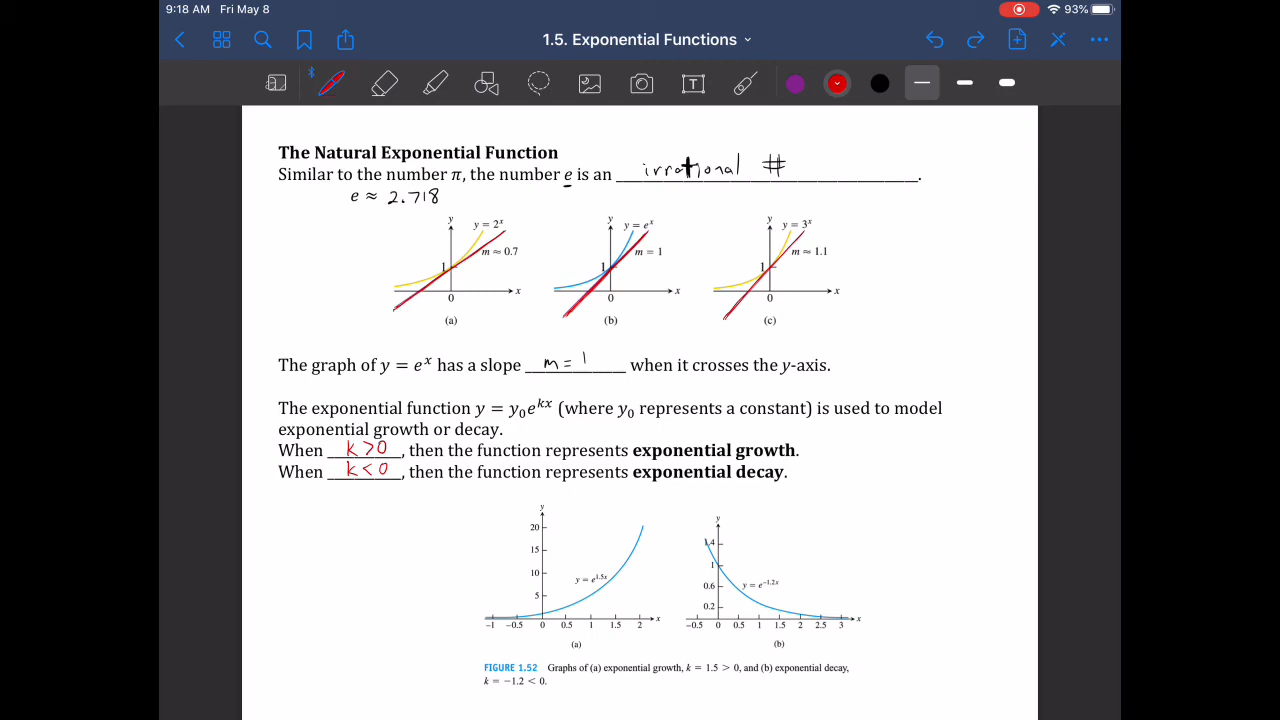 9:18 AM Fri May 8
93%
1.5. Exponential Functions
T
The Natural Exponential Function
Similar to the number π, the number e is an irrational #.
e ≈ 2.718
y y = 2ˣ
m ≈ 0.7
1
0
x
(a)
y y = eˣ
m = 1
1
0
x
(b)
y y = 3ˣ
m ≈ 1.1
1
0
x
(c)
The graph of y = eˣ has a slope m = 1 when it crosses the y-axis.
The exponential function y = y₀eᵏˣ (where y₀ represents a constant) is used to model
exponential growth or decay.
When k > 0, then the function represents exponential growth.
When k < 0, then the function represents exponential decay.
y
20
15
10
5
y = e^1.5x
-1 -0.5 0 0.5 1 1.5 2 x
(a)
y
1.4
1
0.6
0.2
y = e^−1.2x
-0.5 0 0.5 1 1.5 2 2.5 3 x
(b)
FIGURE 1.52 Graphs of (a) exponential growth, k = 1.5 > 0, and (b) exponential decay,
k = −1.2 < 0.